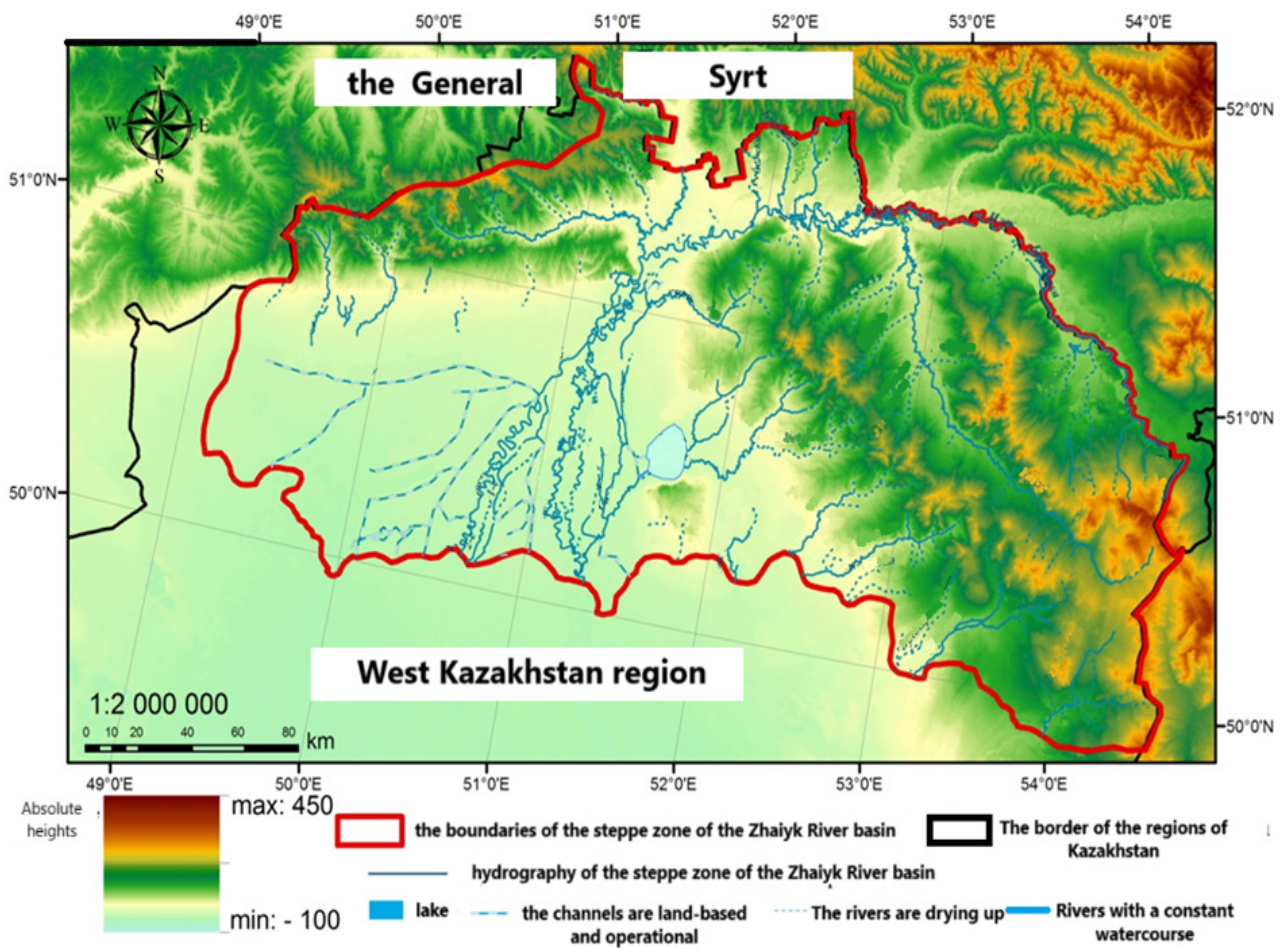 49°0'E 50°0'E 51°0'E 52°0'E 53°0'E 54°0'E
the General
Syrt
N
W E
S
52°0'N
51°0'N
51°0'N
50°0'N
West Kazakhstan region
1:2 000 000
0 10 20 40 60 80
km
50°0'N
49°0'E 50°0'E 51°0'E 52°0'E 53°0'E 54°0'E
Absolute
heights
max: 450
min: - 100
the boundaries of the steppe zone of the Zhaiyk River basin
The border of the regions of
Kazakhstan
hydrography of the steppe zone of the Zhaiyk River basin
lake
the channels are land-based
and operational
The rivers are drying up
Rivers with a constant
watercourse